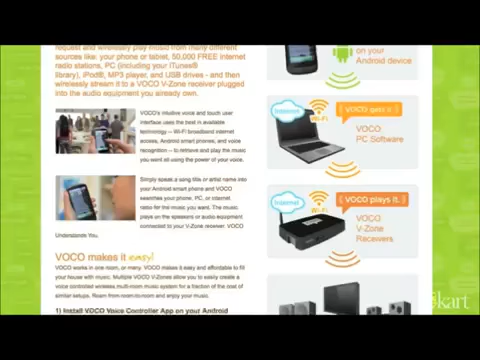 request and wirelessly play music from many different
sources like: your phone or tablet, 50,000 FREE internet
radio stations, PC (including your iTunes®
library), iPod®, MP3 player, and USB drives - and then
wirelessly stream it to a VOCO V-Zone receiver plugged
into the audio equipment you already own.
VOCO's intuitive voice and touch user
interface uses the best in available
technology -- Wi-Fi broadband internet
access, Android smart phones, and voice
recognition -- to retrieve and play the music
you want all using the power of your voice.
Simply speak a song title or artist name into
your Android smart phone and VOCO
searches your phone, PC, or internet
radio for the music you want. The music
plays on the speakers or audio equipment
connected to your V-Zone receiver. VOCO
Understands You.
VOCO makes it easy!
VOCO works in one room, or many. VOCO makes it easy and affordable to fill
your house with music. Multiple VOCO V-Zones allow you to easily create a
voice controlled wireless multi-room music system for a fraction of the cost of
similar setups. Roam from room-to-room and enjoy your music.
1) Install VOCO Voice Controller App on your Android
on your
Android device
Internet
Wi-Fi
VOCO gets it.
VOCO
PC Software
Internet
Wi-Fi
VOCO plays it.
VOCO
V-Zone
Receivers
kart